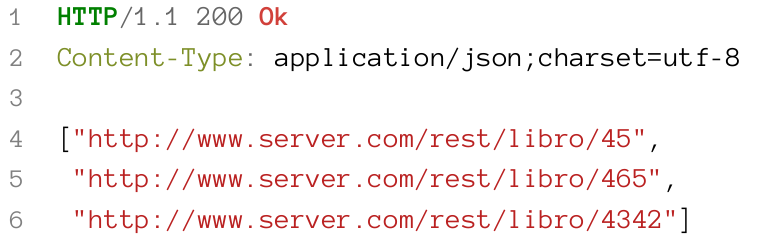 1 HTTP/1.1 200 Ok
2 Content-Type: application/json;charset=utf-8
3
4 ["http://www.server.com/rest/libro/45",
5 "http://www.server.com/rest/libro/465",
6 "http://www.server.com/rest/libro/4342"]